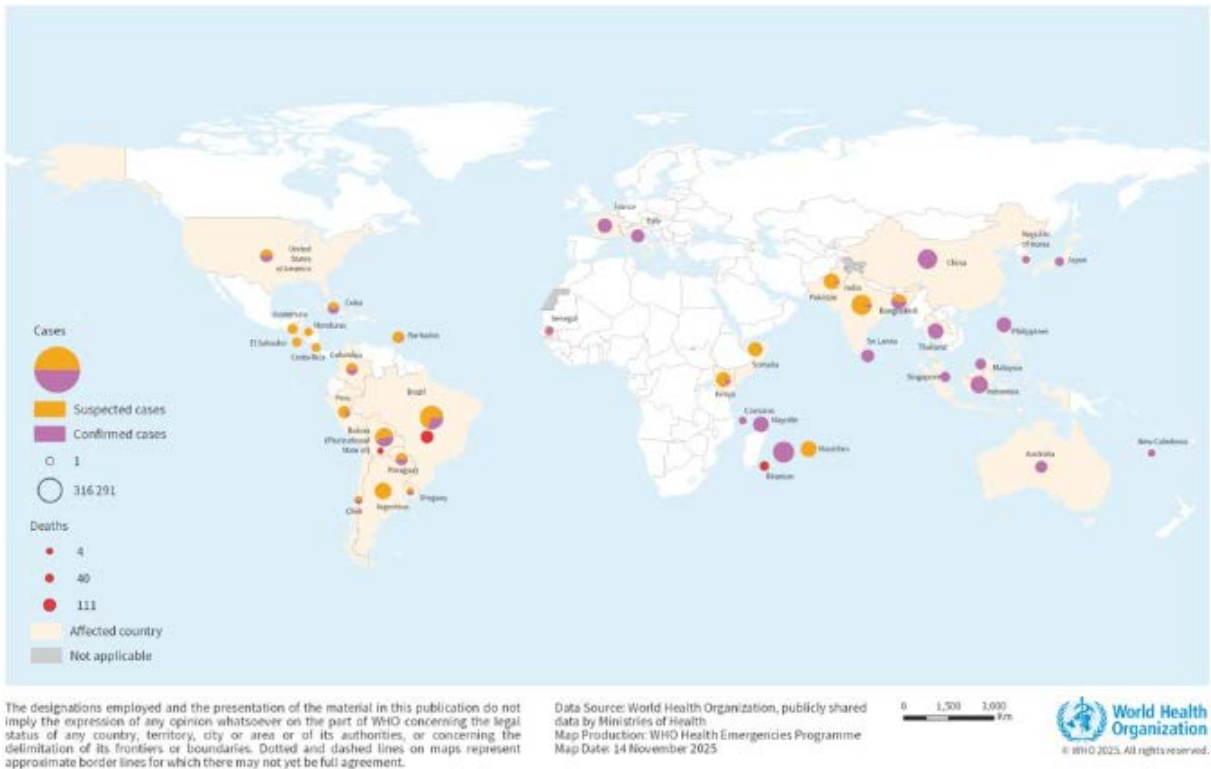 France
Italy
Republic
of Korea
United
States
of America
China
Japan
Pakistan
India
Cuba
Bangladesh
Guatemala
Honduras
Senegal
Philippines
Cases
El Salvador
Barbados
Sri Lanka
Thailand
Costa Rica
Colombia
Somalia
Malaysia
Singapore
Peru
Brazil
Kenya
Indonesia
Suspected cases
Comoros
Mayotte
Confirmed cases
Bolivia
(Plurinational
State of)
Mauritius
New Caledonia
1
Paraguay
Australia
Réunion
316 291
Uruguay
Chile
Argentina
Deaths
4
40
111
Affected country
Not applicable
The designations employed and the presentation of the material in this publication do not
imply the expression of any opinion whatsoever on the part of WHO concerning the legal
status of any country, territory, city or area or of its authorities, or concerning the
delimitation of its frontiers or boundaries. Dotted and dashed lines on maps represent
approximate border lines for which there may not yet be full agreement.
Data Source: World Health Organization, publicly shared
data by Ministries of Health
Map Production: WHO Health Emergencies Programme
Map Date: 14 November 2025
0 1,500 3,000
Km
World Health
Organization
© WHO 2025. All rights reserved.